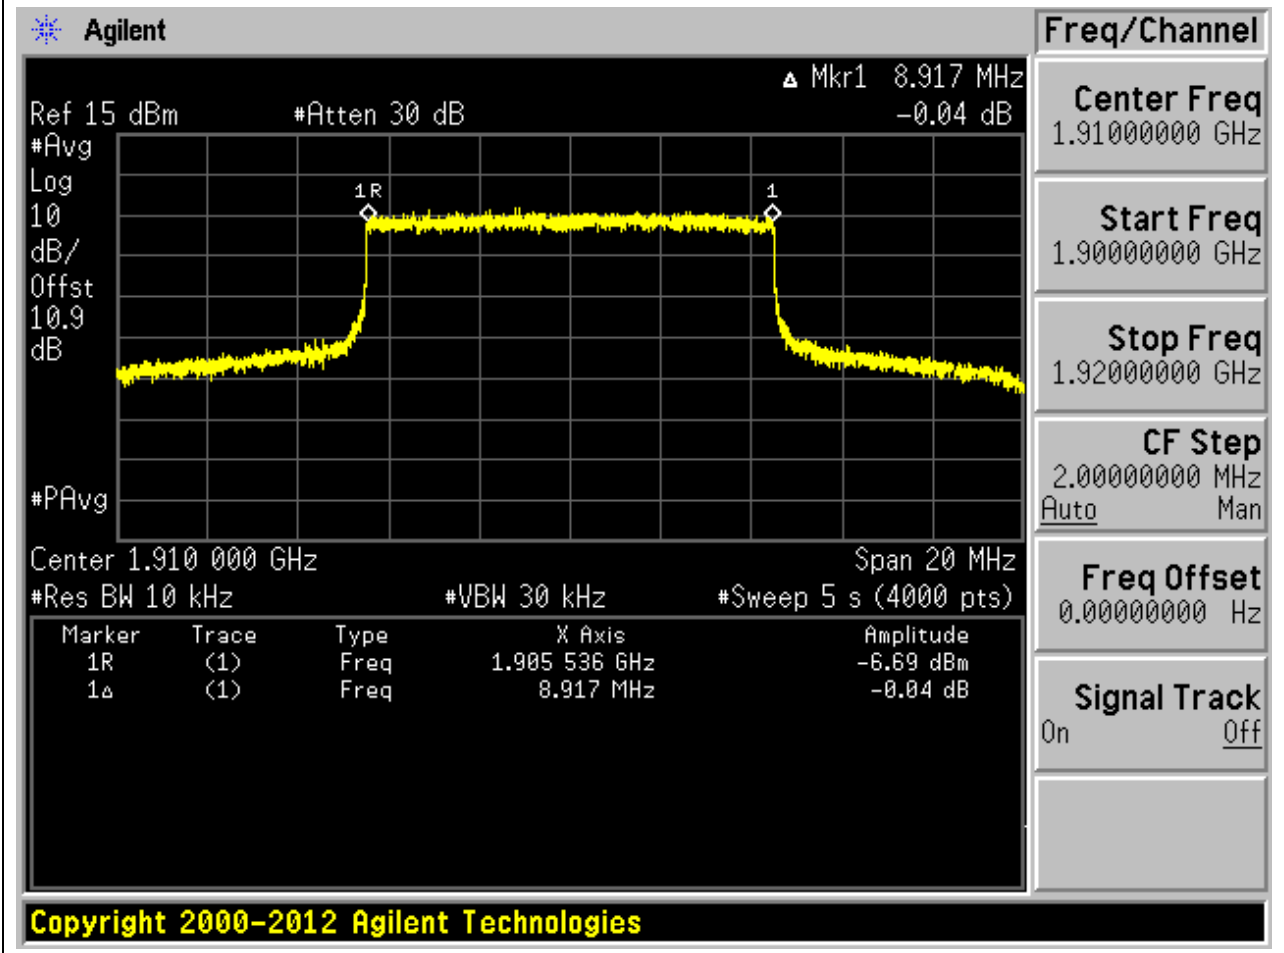 Agilent
Freq/Channel
Δ Mkr1 8.917 MHz
Ref 15 dBm #Atten 30 dB -0.04 dB
#Avg
Log
10
dB/
Offst
10.9
dB
1R
1
#PAvg
Center 1.910 000 GHz Span 20 MHz
#Res BW 10 kHz #VBW 30 kHz #Sweep 5 s (4000 pts)
Marker Trace Type X Axis Amplitude
1R (1) Freq 1.905 536 GHz -6.69 dBm
1Δ (1) Freq 8.917 MHz -0.04 dB
Center Freq
1.91000000 GHz
Start Freq
1.90000000 GHz
Stop Freq
1.92000000 GHz
CF Step
2.00000000 MHz
Auto Man
Freq Offset
0.00000000 Hz
Signal Track
On Off
Copyright 2000-2012 Agilent Technologies